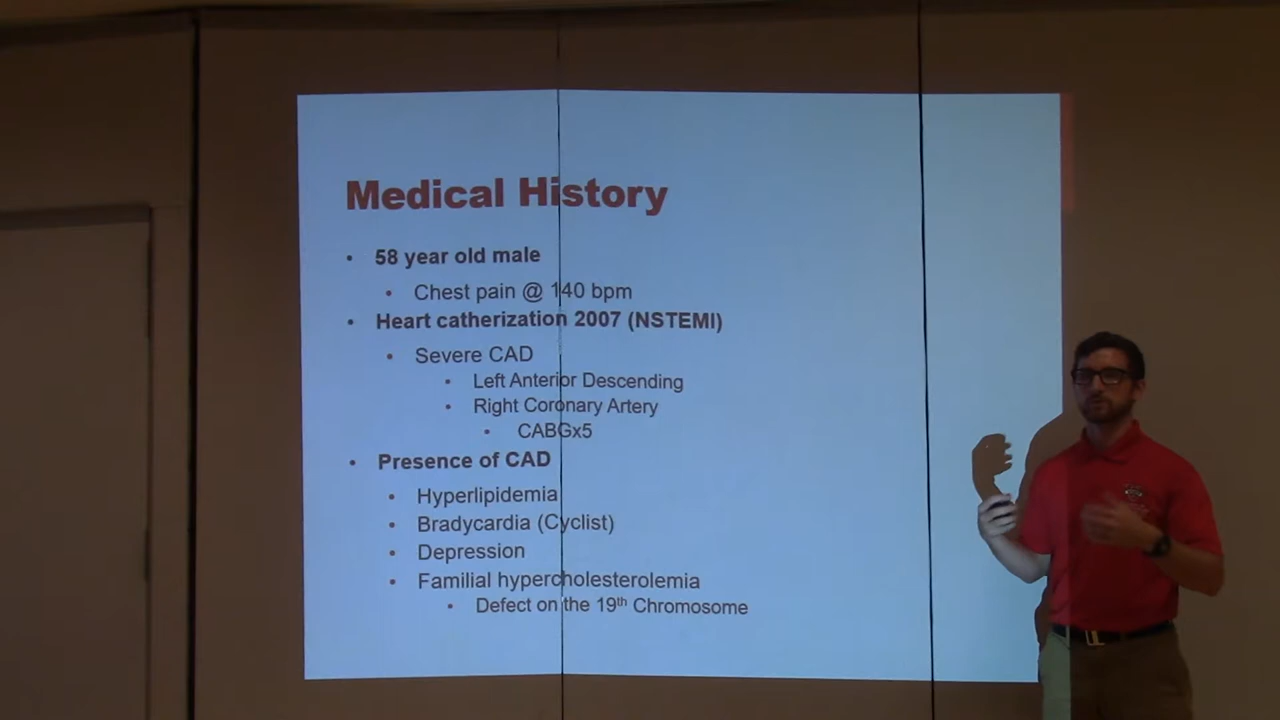 Medical History
• 58 year old male
• Chest pain @ 140 bpm
• Heart catherization 2007 (NSTEMI)
• Severe CAD
• Left Anterior Descending
• Right Coronary Artery
• CABGx5
• Presence of CAD
• Hyperlipidemia
• Bradycardia (Cyclist)
• Depression
• Familial hypercholesterolemia
• Defect on the 19th Chromosome